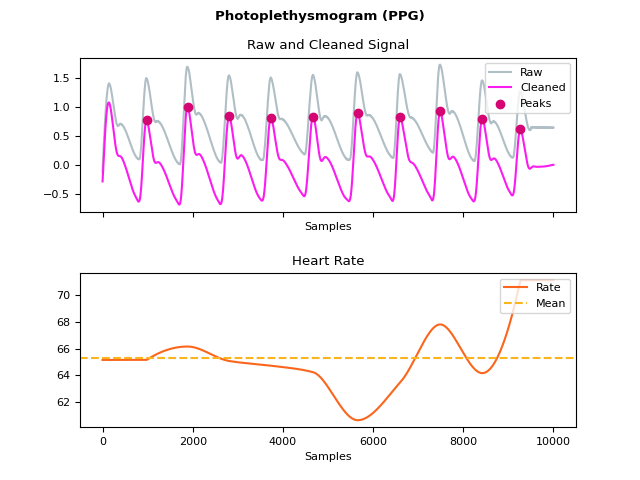 Photoplethysmogram (PPG)
Raw and Cleaned Signal
1.5
1.0
0.5
0.0
−0.5
Raw
Cleaned
Peaks
Samples
Heart Rate
70
68
66
64
62
Rate
Mean
0 2000 4000 6000 8000 10000
Samples